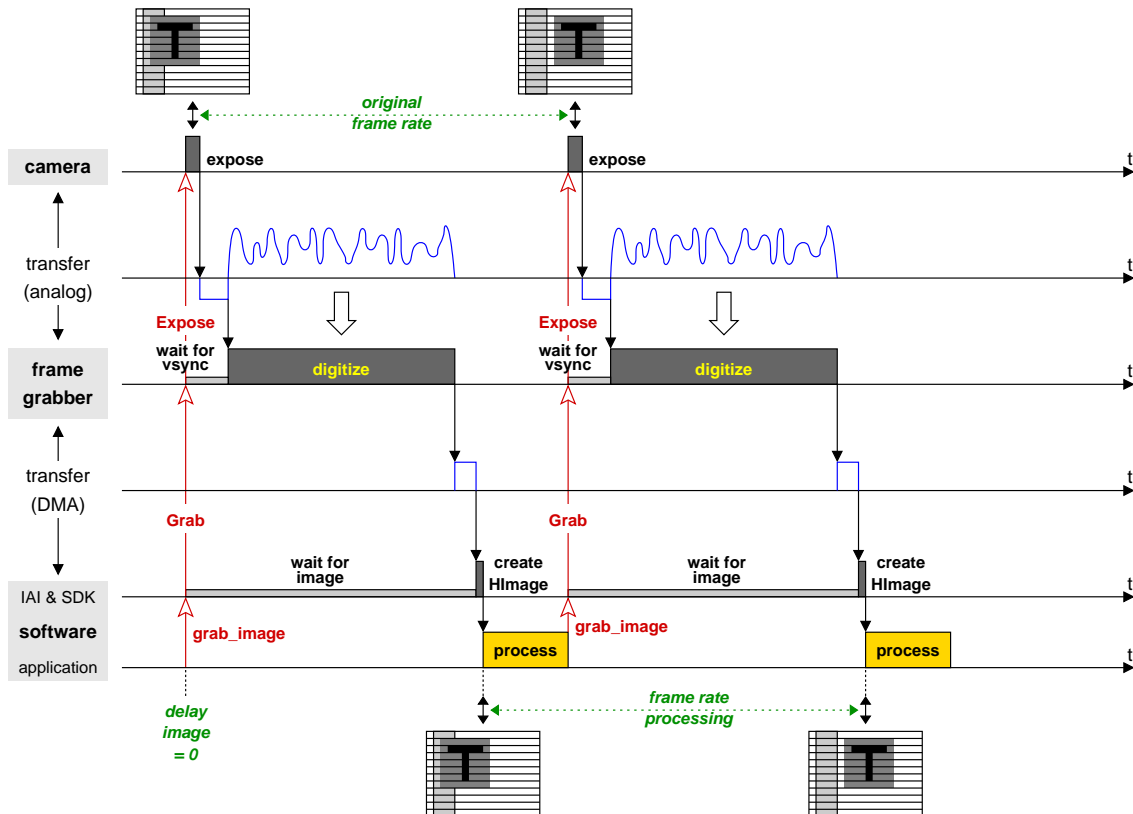 T
T
original
frame rate
expose
expose
t
camera
transfer
(analog)
t
Expose
Expose
wait for
vsync
wait for
vsync
digitize
digitize
t
frame
grabber
transfer
(DMA)
t
Grab
Grab
wait for
image
create
HImage
wait for
image
create
HImage
t
IAI & SDK
software
application
grab_image
grab_image
process
process
t
delay
image
= 0
frame rate
processing
T
T